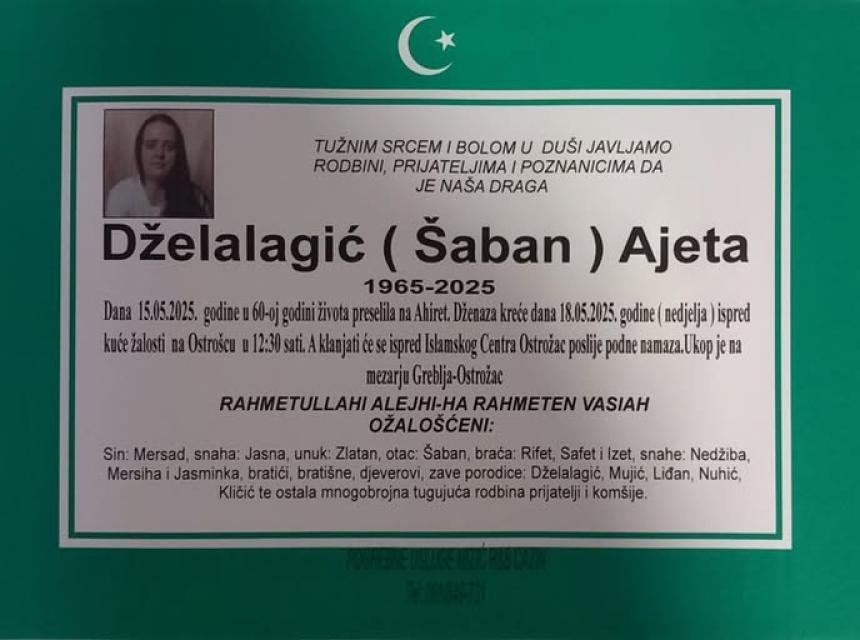 TUŽNIM SRCEM I BOLOM U DUŠI JAVLJAMO
RODBINI, PRIJATELJIMA I POZNANICIMA DA
JE NAŠA DRAGA
Dželalagić ( Šaban ) Ajeta
1965-2025
Dana 15.05.2025. godine u 60-oj godini života preselila na Ahiret. Dženaza kreće dana 18.05.2025. godine ( nedjelja ) ispred
kuće žalosti na Ostrošcu u 12:30 sati. A klanjati će se ispred Islamskog Centra Ostrožac poslije podne namaza.Ukop je na
mezarju Greblja-Ostrožac
RAHMETULLAHI ALEJHI-HA RAHMETEN VASIAH
OŽALOŠĆENI:
Sin: Mersad, snaha: Jasna, unuk: Zlatan, otac: Šaban, braća: Rifet, Safet i Izet, snahe: Nedžiba,
Mersiha i Jasminka, bratići, bratišne, djeverovi, zave porodice: Dželalagić, Mujić, Liđan, Nuhić,
Kličić te ostala mnogobrojna tugujuća rodbina prijatelji i komšije.
POGREBNE USLUGE